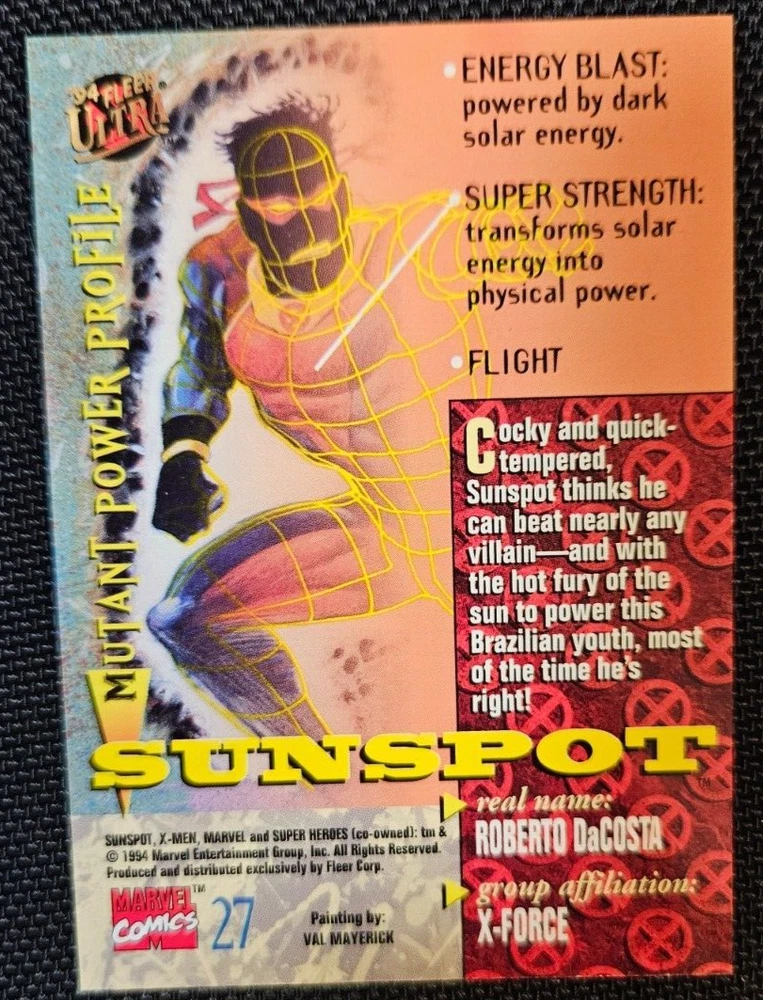 '94 FLEER
ULTRA
MUTANT POWER PROFILE
ENERGY BLAST:
powered by dark
solar energy.
SUPER STRENGTH:
transforms solar
energy into
physical power.
FLIGHT
Cocky and quick-
tempered,
Sunspot thinks he
can beat nearly any
villain—and with
the hot fury of the
sun to power this
Brazilian youth, most
of the time he's
right!
SUNSPOT™
real name:
ROBERTO DaCOSTA
group affiliation:
X-FORCE
SUNSPOT, X-MEN, MARVEL and SUPER HEROES (co-owned): tm &
© 1994 Marvel Entertainment Group, Inc. All Rights Reserved.
Produced and distributed exclusively by Fleer Corp.
MARVEL™
COMICS
M
27
Painting by:
VAL MAYERICK